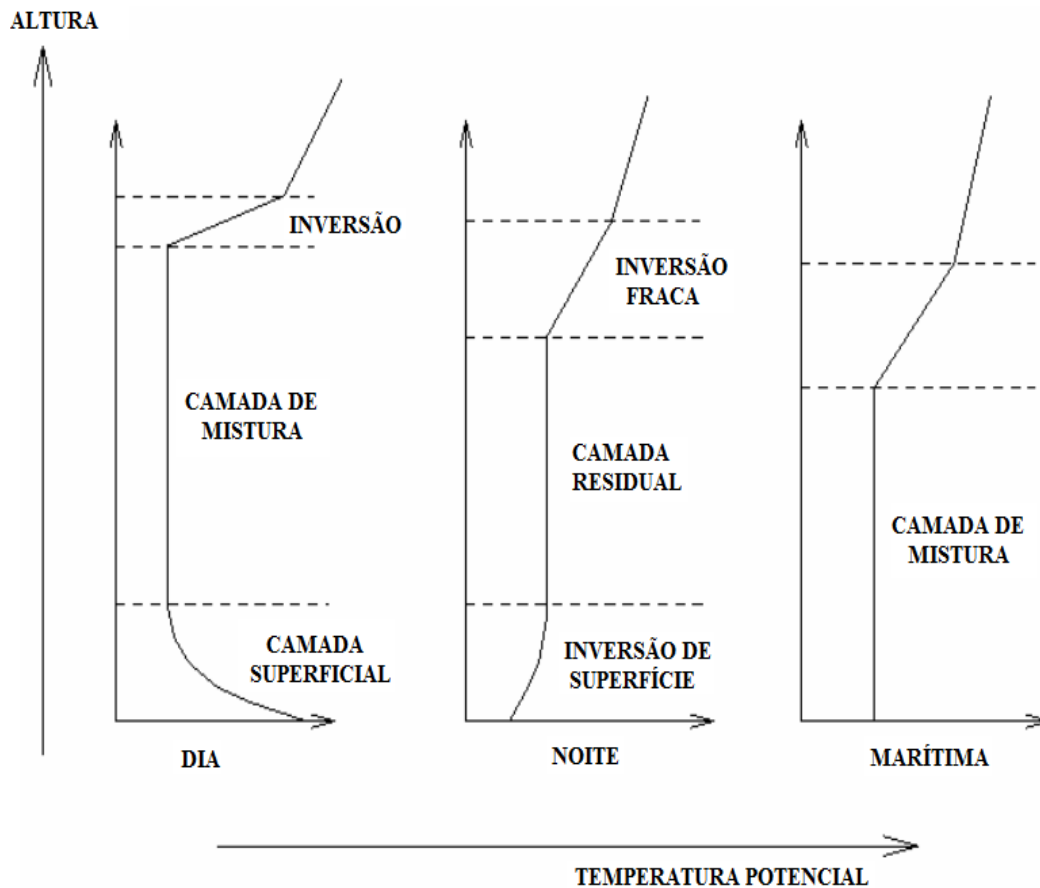 ALTURA
INVERSÃO
CAMADA DE
MISTURA
CAMADA
SUPERFICIAL
DIA
INVERSÃO
FRACA
CAMADA
RESIDUAL
INVERSÃO DE
SUPERFÍCIE
NOITE
CAMADA DE
MISTURA
MARÍTIMA
TEMPERATURA POTENCIAL